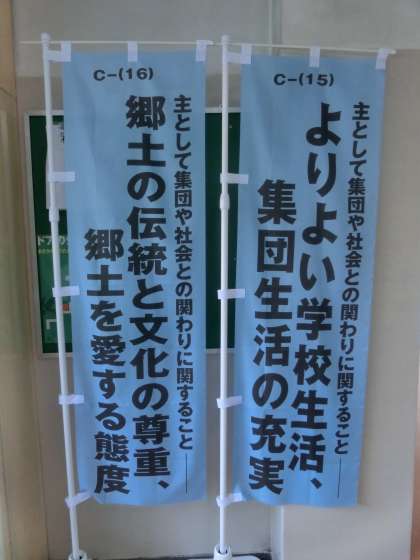 C-(15)
主として集団や社会との関わりに関すること――
よりよい学校生活、
集団生活の充実
C-(16)
主として集団や社会との関わりに関すること――
郷土の伝統と文化の尊重、
郷土を愛する態度